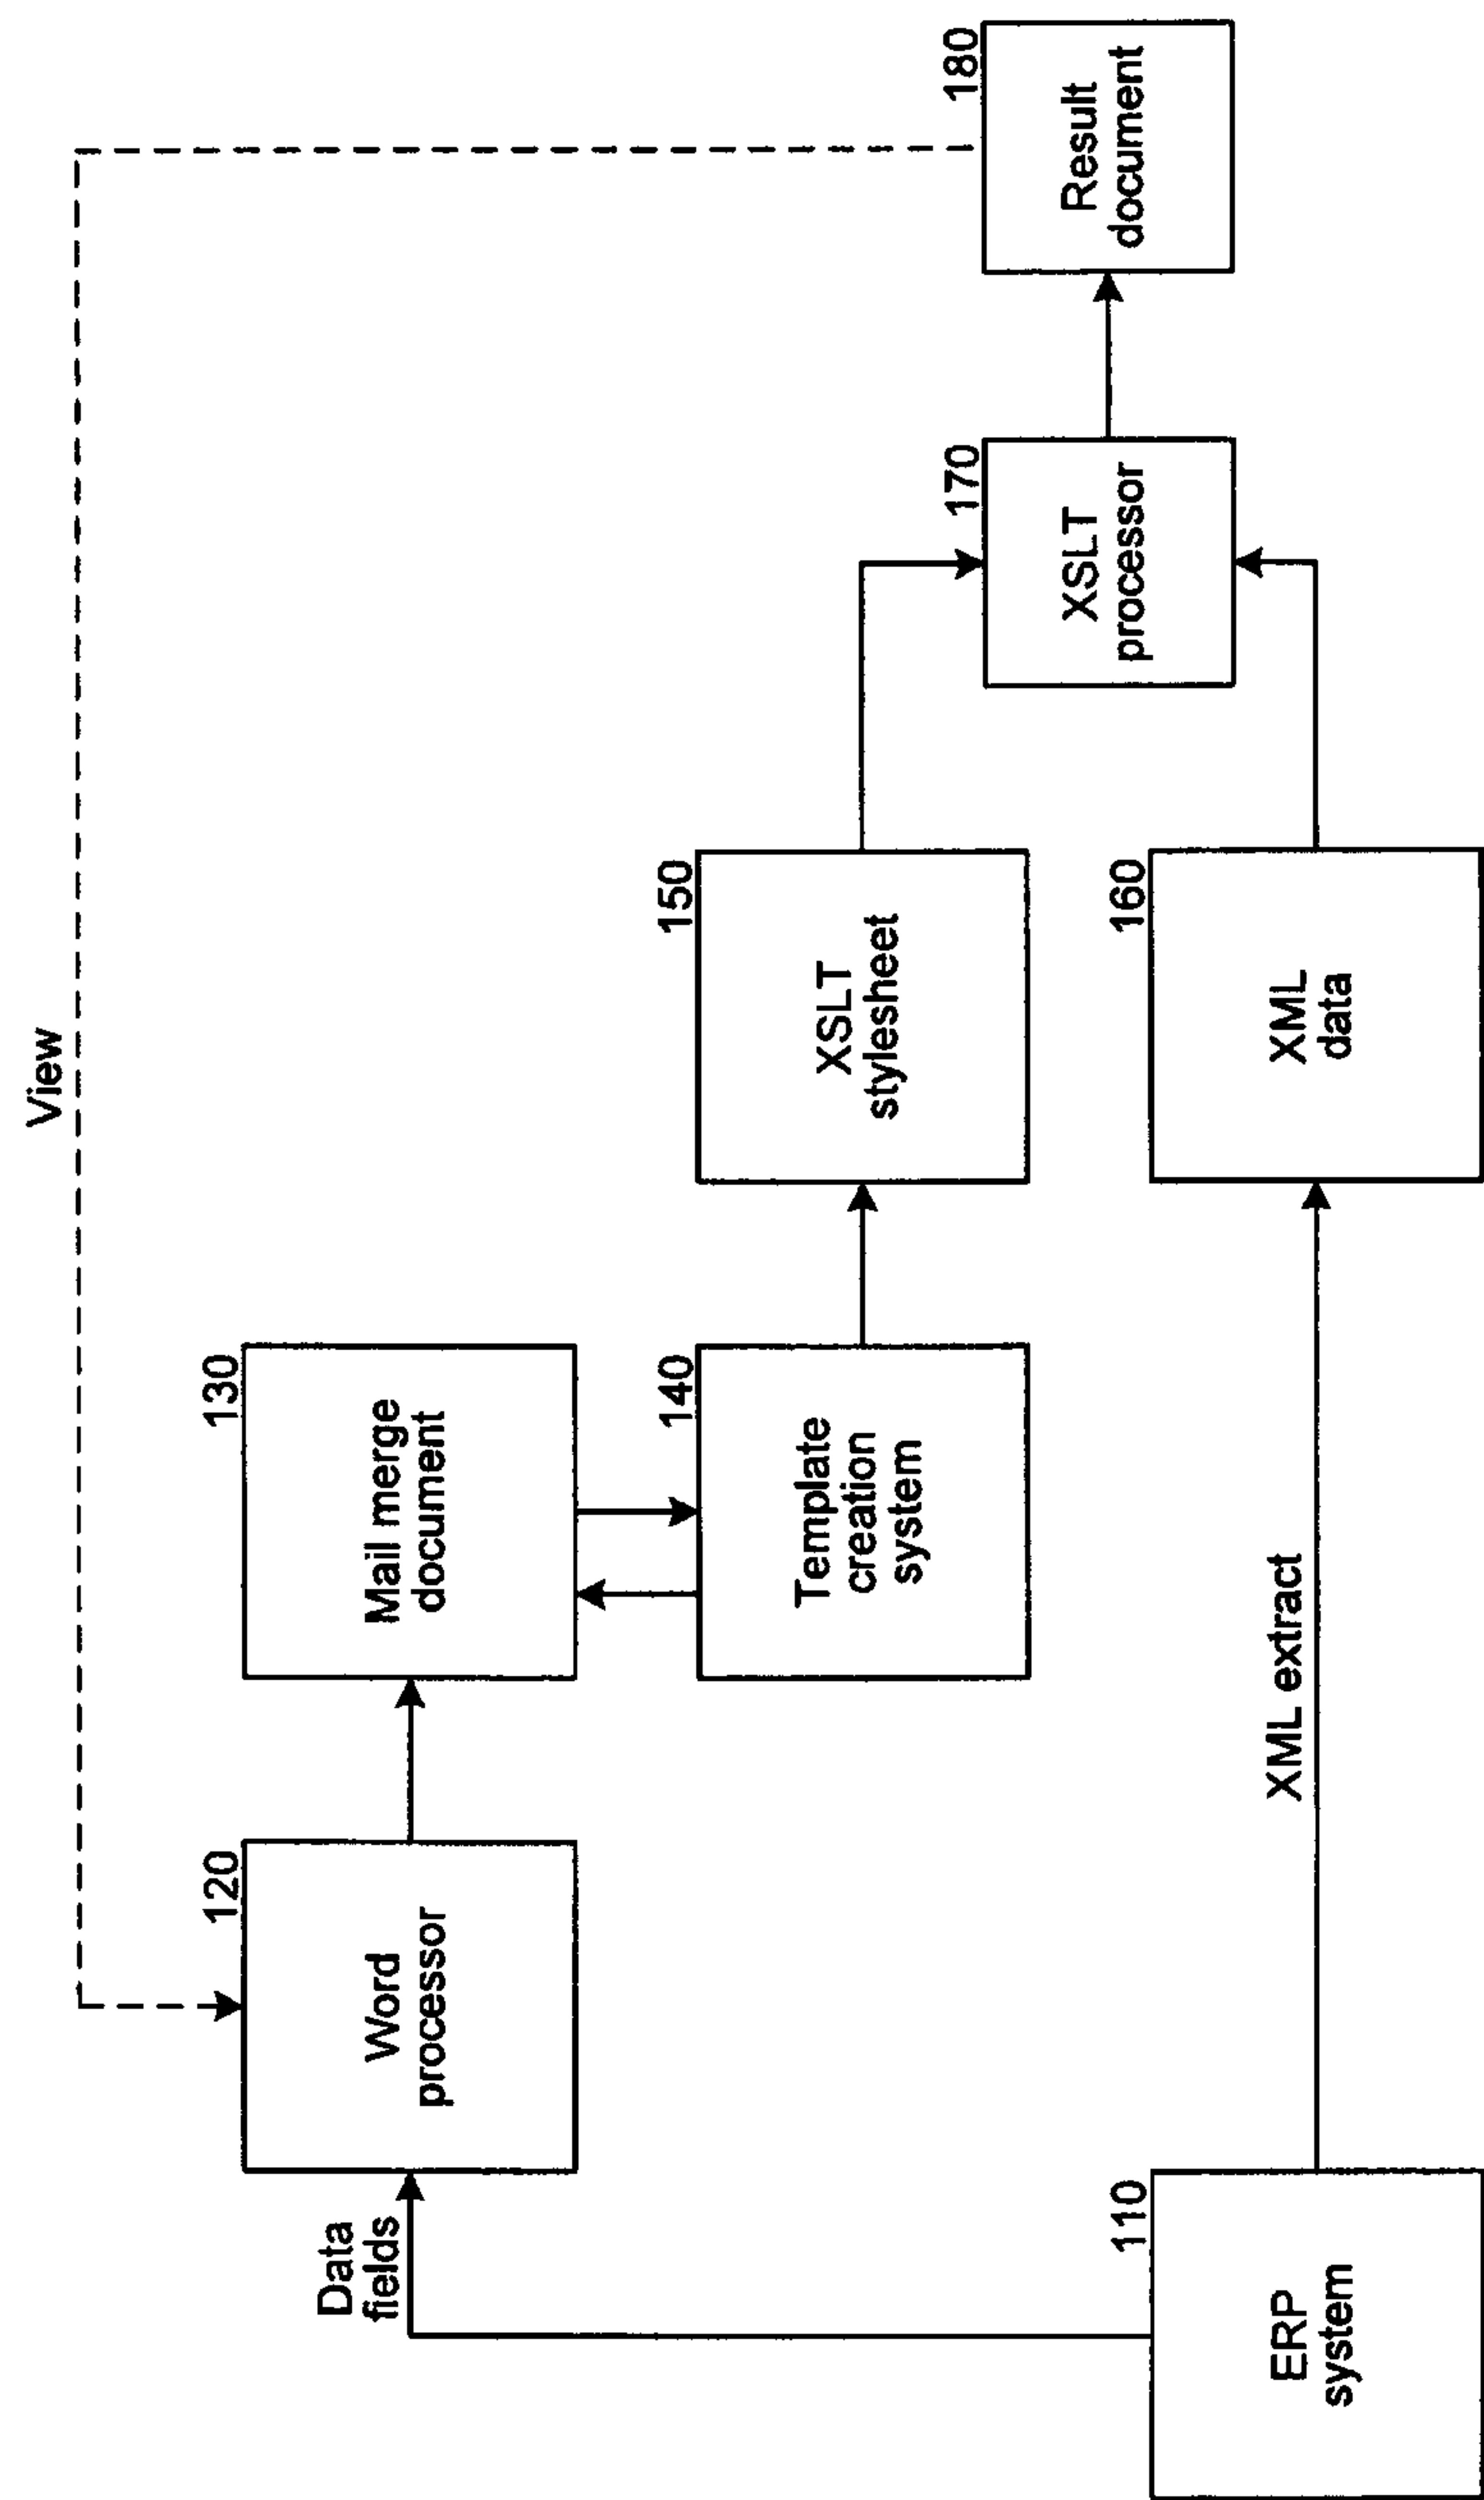 View
120
Word
processor
130
Mail merge
document
Data
fields
140
Template
creation
system
150
XSLT
stylesheet
170
XSLT
processor
180
Result
document
110
ERP
system
XML extract
160
XML
data